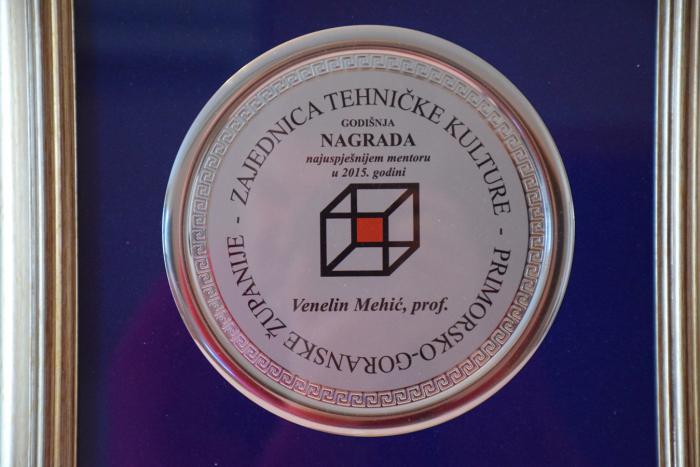 ZAJEDNICA TEHNIČKE KULTURE - PRIMORSKO-GORANSKE ŽUPANIJE -
GODIŠNJA
NAGRADA
najuspješnijem mentoru
u 2015. godini
Venelin Mehić, prof.